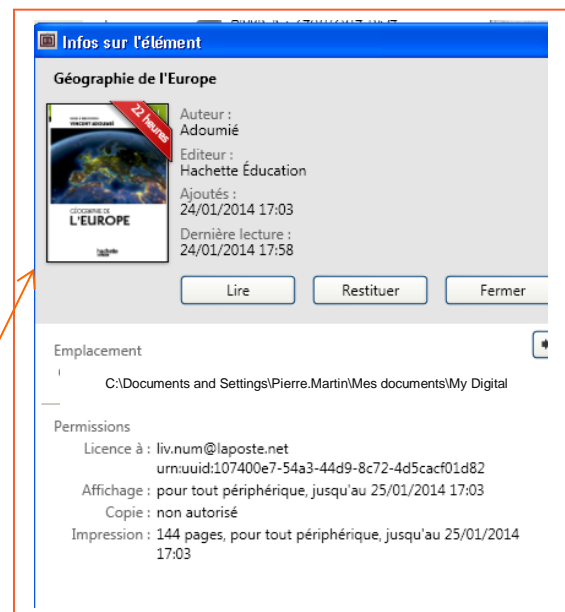 Infos sur l'élément
Géographie de l'Europe
22 heures
VINCENT ADOUMIÉ
GÉOGRAPHIE DE
L'EUROPE
hachette
Auteur :
Adoumié
Editeur :
Hachette Éducation
Ajoutés :
24/01/2014 17:03
Dernière lecture :
24/01/2014 17:58
Lire Restituer Fermer
Emplacement
C:\Documents and Settings\Pierre.Martin\Mes documents\My Digital
Permissions
Licence à : liv.num@laposte.net
urn:uuid:107400e7-54a3-44d9-8c72-4d5cacf01d82
Affichage : pour tout périphérique, jusqu'au 25/01/2014 17:03
Copie : non autorisé
Impression : 144 pages, pour tout périphérique, jusqu'au 25/01/2014
17:03